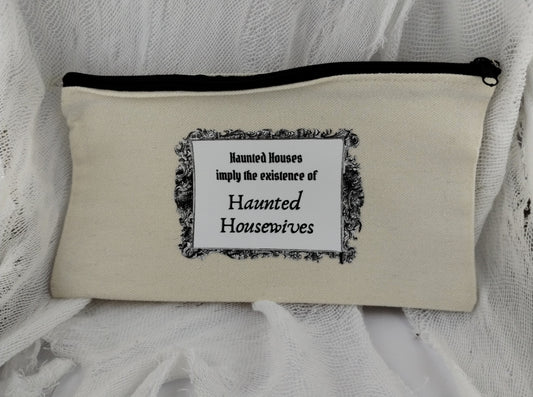 Haunted Houses
imply the existence of
Haunted
Housewives